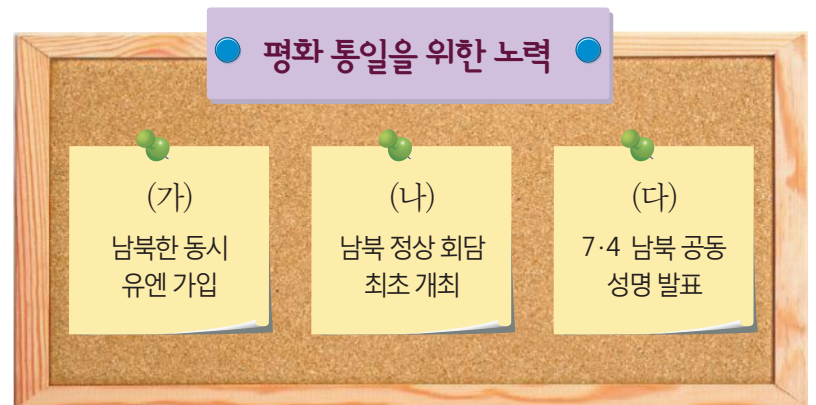 평화 통일을 위한 노력
(가)
남북한 동시
유엔 가입
(나)
남북 정상 회담
최초 개최
(다)
7·4 남북 공동
성명 발표